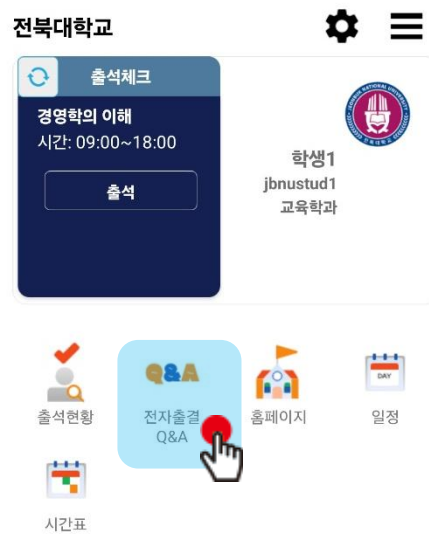 전북대학교
출석체크
경영학의 이해
시간: 09:00~18:00
출석
학생1
jbnustud1
교육학과
Q&A
DAY
출석현황
전자출결
Q&A
홈페이지
일정
시간표